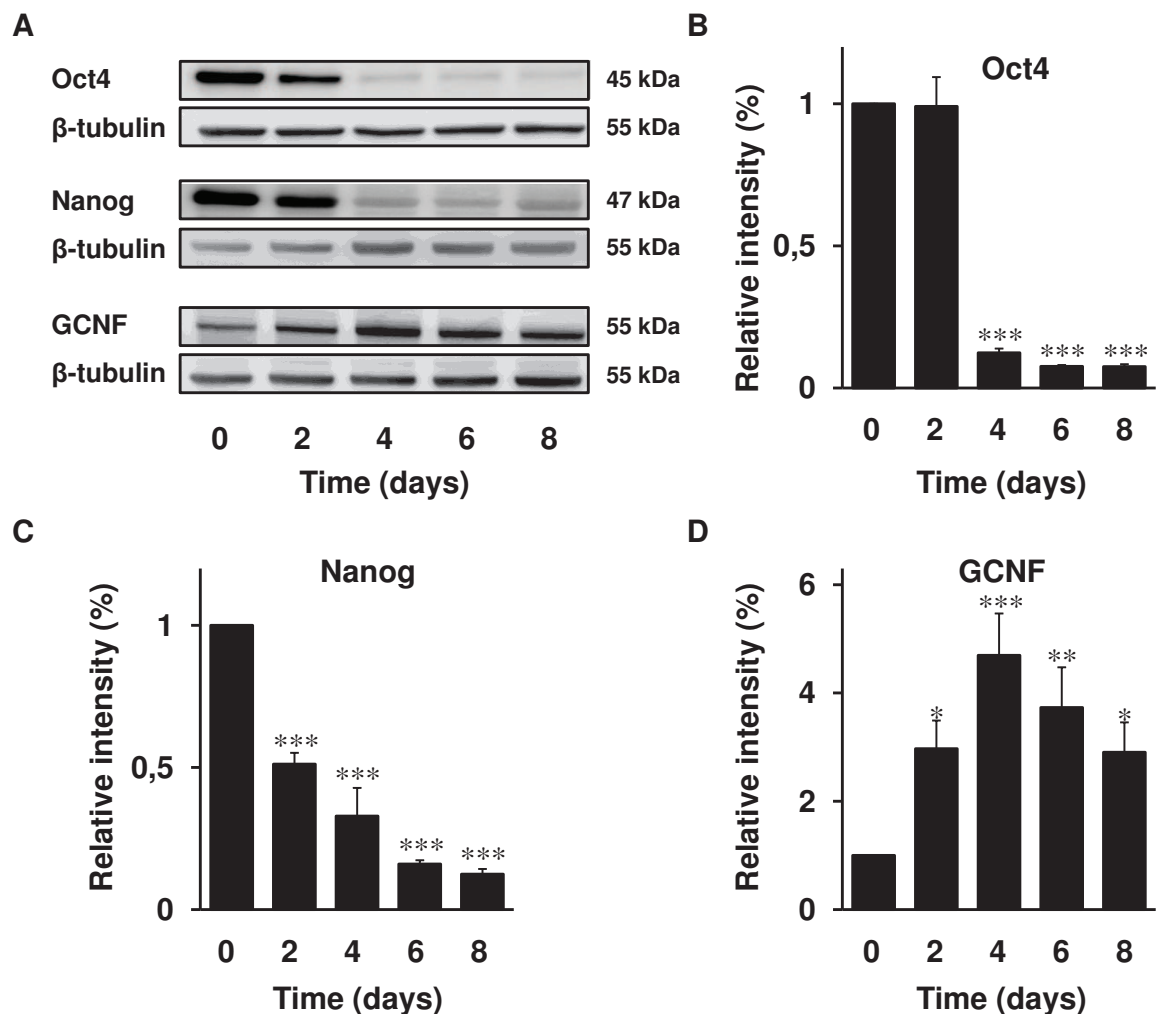 A
Oct4 45 kDa
β-tubulin 55 kDa
Nanog 47 kDa
β-tubulin 55 kDa
GCNF 55 kDa
β-tubulin 55 kDa
0 2 4 6 8
Time (days)
B
Oct4
Relative intensity (%)
1
0,5
0
*** *** ***
0 2 4 6 8
Time (days)
C
Nanog
Relative intensity (%)
1
0,5
0
*** *** *** ***
0 2 4 6 8
Time (days)
D
GCNF
Relative intensity (%)
6
4
2
0
* *** ** *
0 2 4 6 8
Time (days)